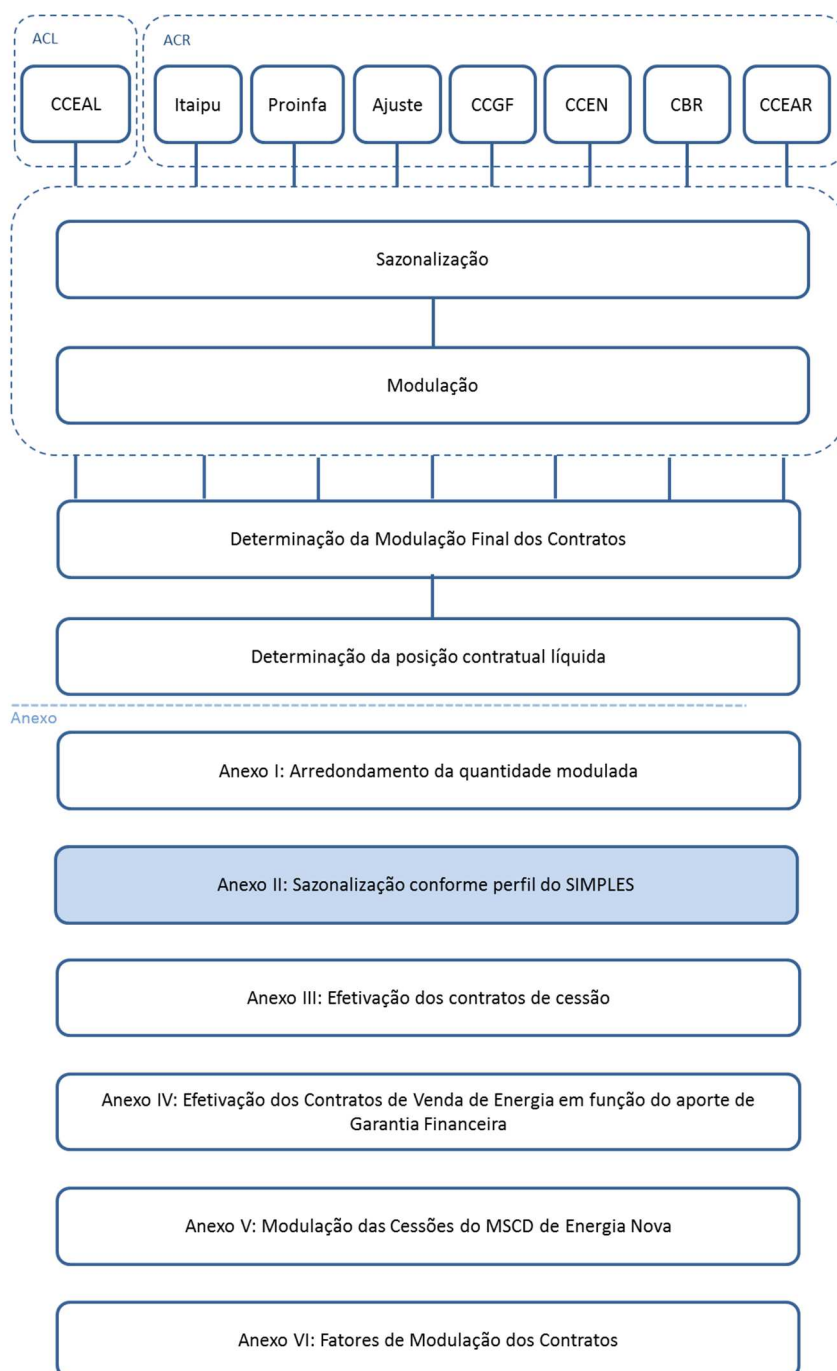 ACL
ACR
CCEAL
Itaipu
Proinfa
Ajuste
CCGF
CCEN
CBR
CCEAR
Sazonalização
Modulação
Determinação da Modulação Final dos Contratos
Determinação da posição contratual líquida
Anexo
Anexo I: Arredondamento da quantidade modulada
Anexo II: Sazonalização conforme perfil do SIMPLES
Anexo III: Efetivação dos contratos de cessão
Anexo IV: Efetivação dos Contratos de Venda de Energia em função do aporte de
Garantia Financeira
Anexo V: Modulação das Cessões do MSCD de Energia Nova
Anexo VI: Fatores de Modulação dos Contratos